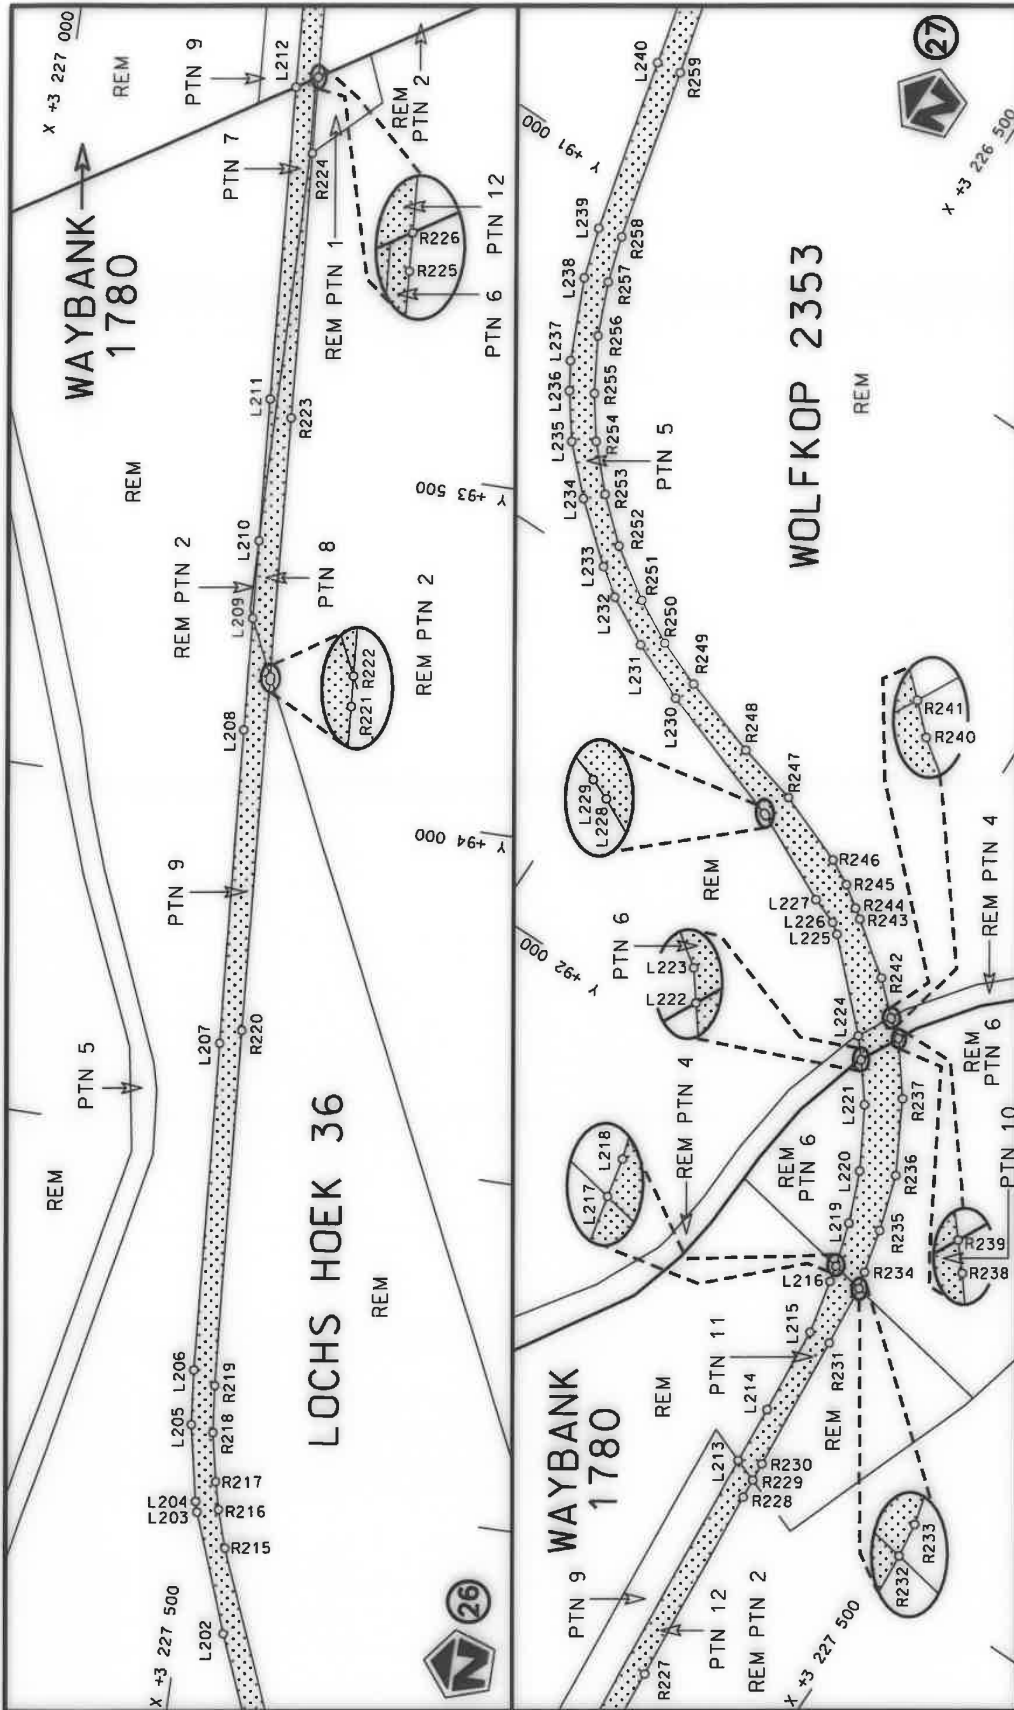 X +3 227 000
REM
PTN 9
L212
WAYBANK
1780
PTN 7
R224
REM
PTN 2
REM PTN 1
PTN 12
R226
R225
PTN 6
L211
R223
REM
Y +93 500
REM PTN 2
L210
L209
PTN 8
REM PTN 2
R222
R221
L208
Y +94 000
PTN 9
L207
R220
PTN 5
REM
LOCHS HOEK 36
REM
L206
R219
L205
R218
R217
L204
L203
R216
R215
L202
X +3 227 500
26
N
27
N
L240
R259
Y +91 000
X +3 226 500
L239
R258
L238
R257
L237
R256
L236
R255
L235
R254
PTN 5
L234
R253
R252
L233
L232
R251
R250
L231
R249
L230
WOLFKOP 2353
REM
R248
R247
L229
L228
R241
R240
REM
R246
R245
R244
R243
L227
L226
L225
PTN 6
L223
L222
Y +92 000
R242
REM PTN 4
L224
REM
PTN 6
R237
L221
REM PTN 4
REM
PTN 6
L218
L217
L220
R236
PTN 10
L219
R235
R239
R238
L216
R234
L215
PTN 11
R231
REM
L214
REM
WAYBANK
1780
L213
R230
R229
R228
R233
R232
PTN 9
PTN 12
REM PTN 2
R227
X +3 227 500